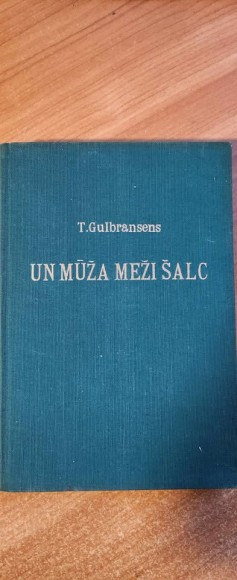 T.Gulbransens
UN MŪŽA MEŽI ŠALC